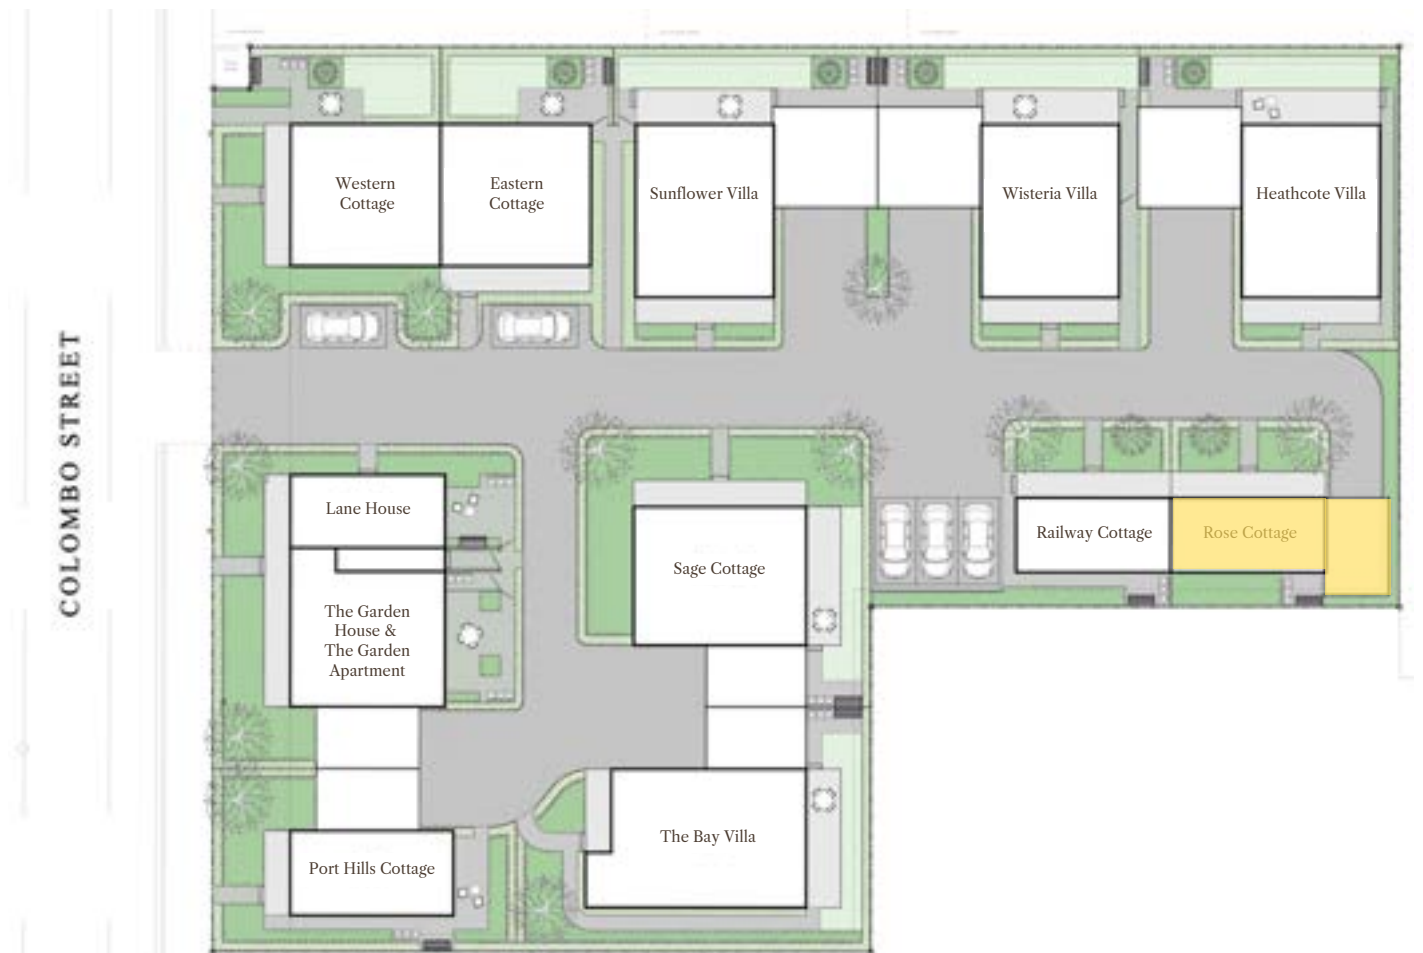 Western
Cottage
Eastern
Cottage
Sunflower Villa
Wisteria Villa
Heathcote Villa
COLOMBO STREET
Lane House
The Garden
House &
The Garden
Apartment
Port Hills Cottage
Sage Cottage
The Bay Villa
Railway Cottage
Rose Cottage